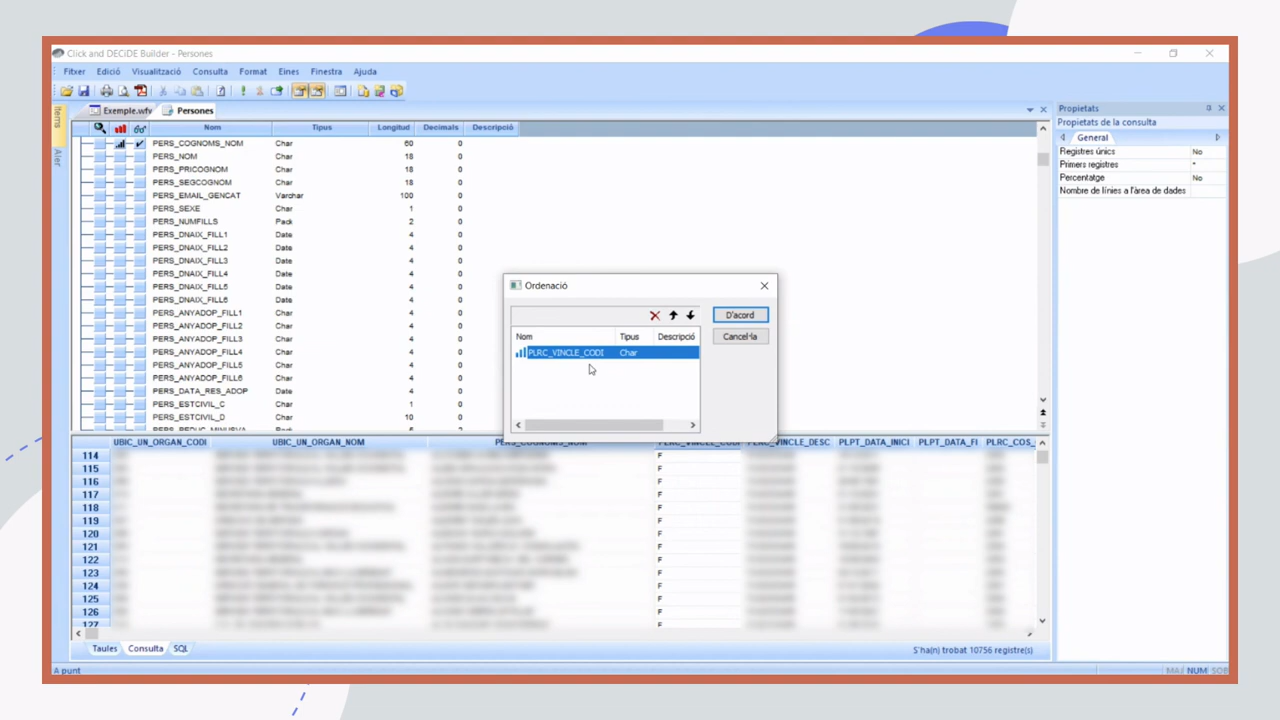 Click and DECiDE Builder - Persones
Fitxer Edició Visualització Consulta Format Eines Finestra Ajuda
Items
Aler
Exemple.wfv Persones
Nom Tipus Longitud Decimals Descripció
PERS_COGNOMS_NOM Char 60 0
PERS_NOM Char 18 0
PERS_PRICOGNOM Char 18 0
PERS_SEGCOGNOM Char 18 0
PERS_EMAIL_GENCAT Varchar 100 0
PERS_SEXE Char 1 0
PERS_NUMFILLS Pack 2 0
PERS_DNAIX_FILL1 Date 4 0
PERS_DNAIX_FILL2 Date 4 0
PERS_DNAIX_FILL3 Date 4 0
PERS_DNAIX_FILL4 Date 4 0
PERS_DNAIX_FILL5 Date 4 0
PERS_DNAIX_FILL6 Date 4 0
PERS_ANYADOP_FILL1 Char 4 0
PERS_ANYADOP_FILL2 Char 4 0
PERS_ANYADOP_FILL3 Char 4 0
PERS_ANYADOP_FILL4 Char 4 0
PERS_ANYADOP_FILL5 Char 4 0
PERS_ANYADOP_FILL6 Char 4 0
PERS_DATA_RES_ADOP Date 4 0
PERS_ESTCIVIL_C Char 1 0
PERS_ESTCIVIL_D Char 10 0
Ordenació
D'acord
Cancel·la
Nom Tipus Descripció
PLRC_VINCLE_CODI Char
Propietats
Propietats de la consulta
General
Registres únics No
Primers registres *
Percentatge No
Nombre de línies a l'àrea de dades
UBIC_UN_ORGAN_CODI UBIC_UN_ORGAN_NOM PERS_COGNOMS_NOM PLRC_VINCLE_CODI PLRC_VINCLE_DESC PLPT_DATA_INICI PLPT_DATA_FI PLRC_COS_
114 F
115 F
116 F
117 F
118 F
119 F
120 F
121 F
122 F
123 F
124 F
125 F
126 F
127 F
Taules Consulta SQL
S'ha(n) trobat 10756 registre(s)
A punt
MAJ NUM SOB